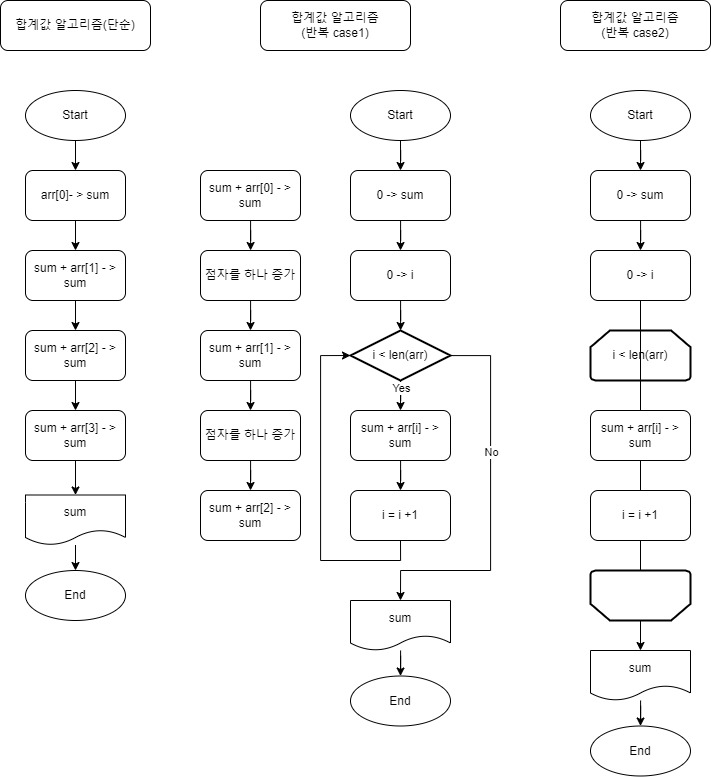 합계값 알고리즘(단순)
Start
arr[0]- > sum
sum + arr[1] - >
sum
sum + arr[2] - >
sum
sum + arr[3] - >
sum
sum
End
합계값 알고리즘
(반복 case1)
sum + arr[0] - >
sum
점자를 하나 증가
sum + arr[1] - >
sum
점자를 하나 증가
sum + arr[2] - >
sum
Start
0 -> sum
0 -> i
i < len(arr)
Yes
No
sum + arr[i] - >
sum
i = i +1
sum
End
합계값 알고리즘
(반복 case2)
Start
0 -> sum
0 -> i
i < len(arr)
sum + arr[i] - >
sum
i = i +1
sum
End